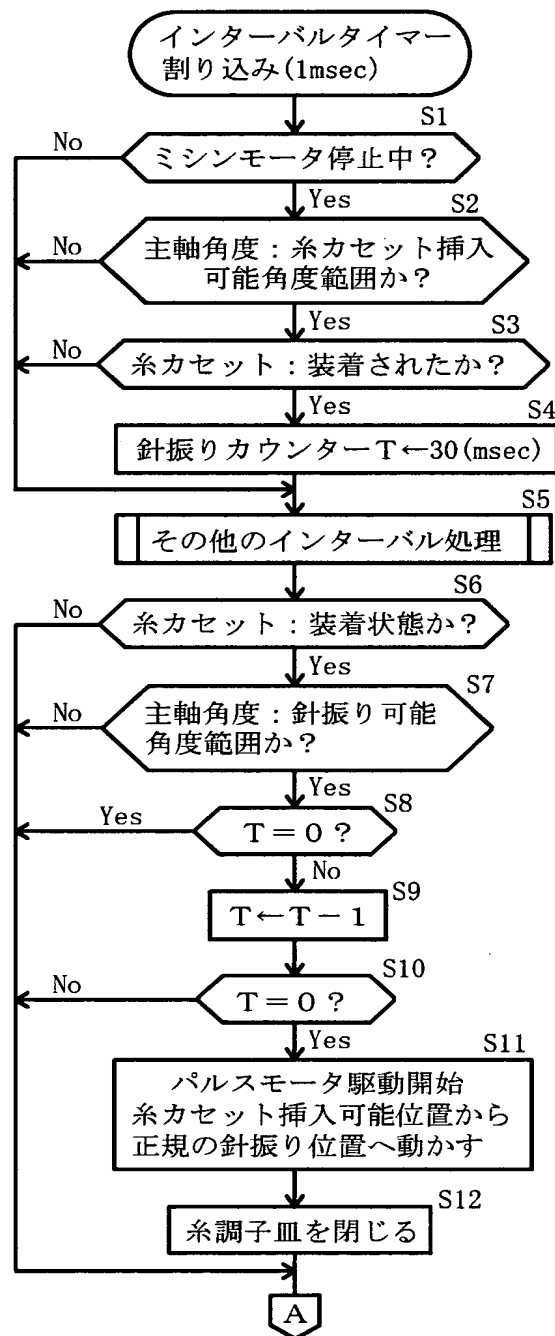 インターバルタイマー
割り込み(1msec)
S1
No
ミシンモータ停止中？
Yes
S2
No
主軸角度：糸カセット挿入
可能角度範囲か？
Yes
S3
No
糸カセット：装着されたか？
Yes
S4
針振りカウンターT←30(msec)
S5
その他のインターバル処理
S6
No
糸カセット：装着状態か？
Yes
S7
No
主軸角度：針振り可能
角度範囲か？
Yes
S8
Yes
T＝0？
No
S9
T←T－1
S10
No
T＝0？
Yes
S11
パルスモータ駆動開始
糸カセット挿入可能位置から
正規の針振り位置へ動かす
S12
糸調子皿を閉じる
A